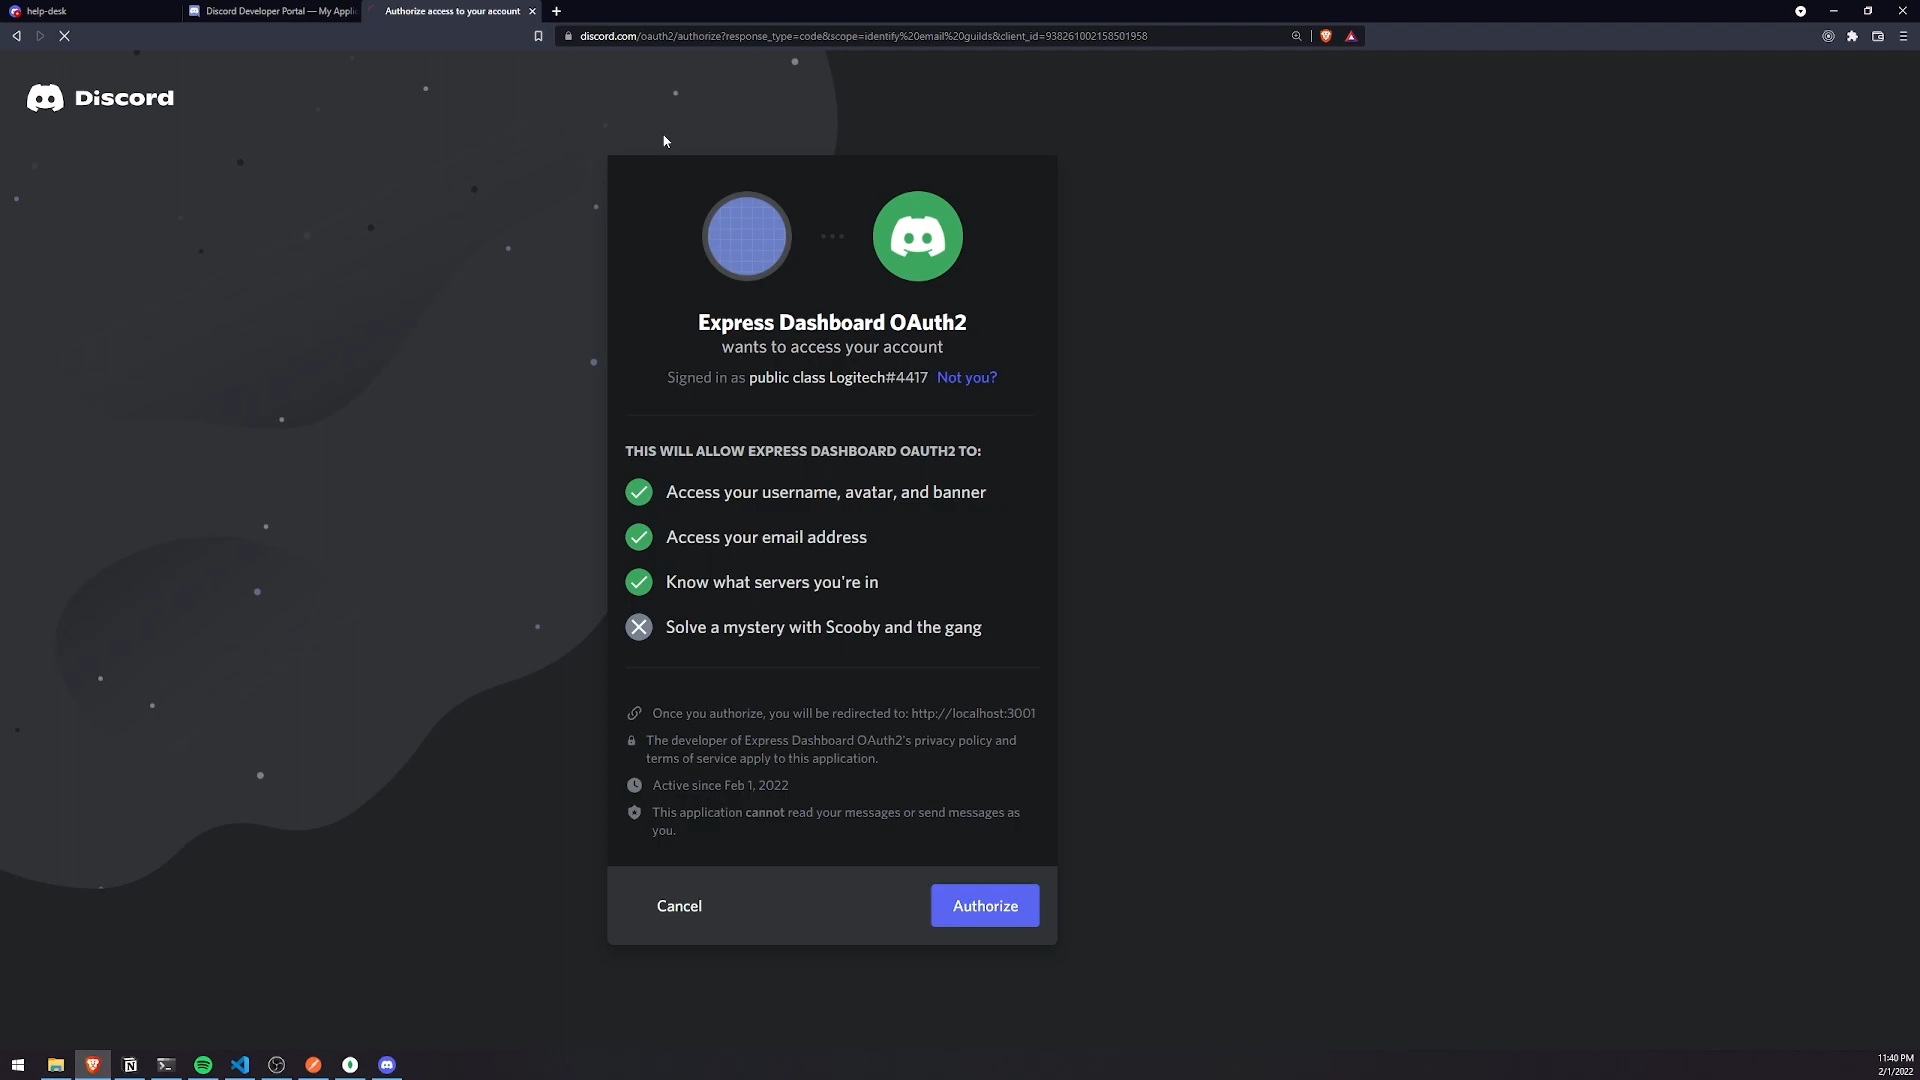 help-desk
Discord Developer Portal — My Applic
Authorize access to your account
discord.com/oauth2/authorize?response_type=code&scope=identify%20email%20guilds&client_id=938261002158501958
Discord
Express Dashboard OAuth2
wants to access your account
Signed in as public class Logitech#4417 Not you?
THIS WILL ALLOW EXPRESS DASHBOARD OAUTH2 TO:
Access your username, avatar, and banner
Access your email address
Know what servers you're in
Solve a mystery with Scooby and the gang
Once you authorize, you will be redirected to: http://localhost:3001
The developer of Express Dashboard OAuth2's privacy policy and
terms of service apply to this application.
Active since Feb 1, 2022
This application cannot read your messages or send messages as
you.
Cancel
Authorize
11:40 PM
2/1/2022